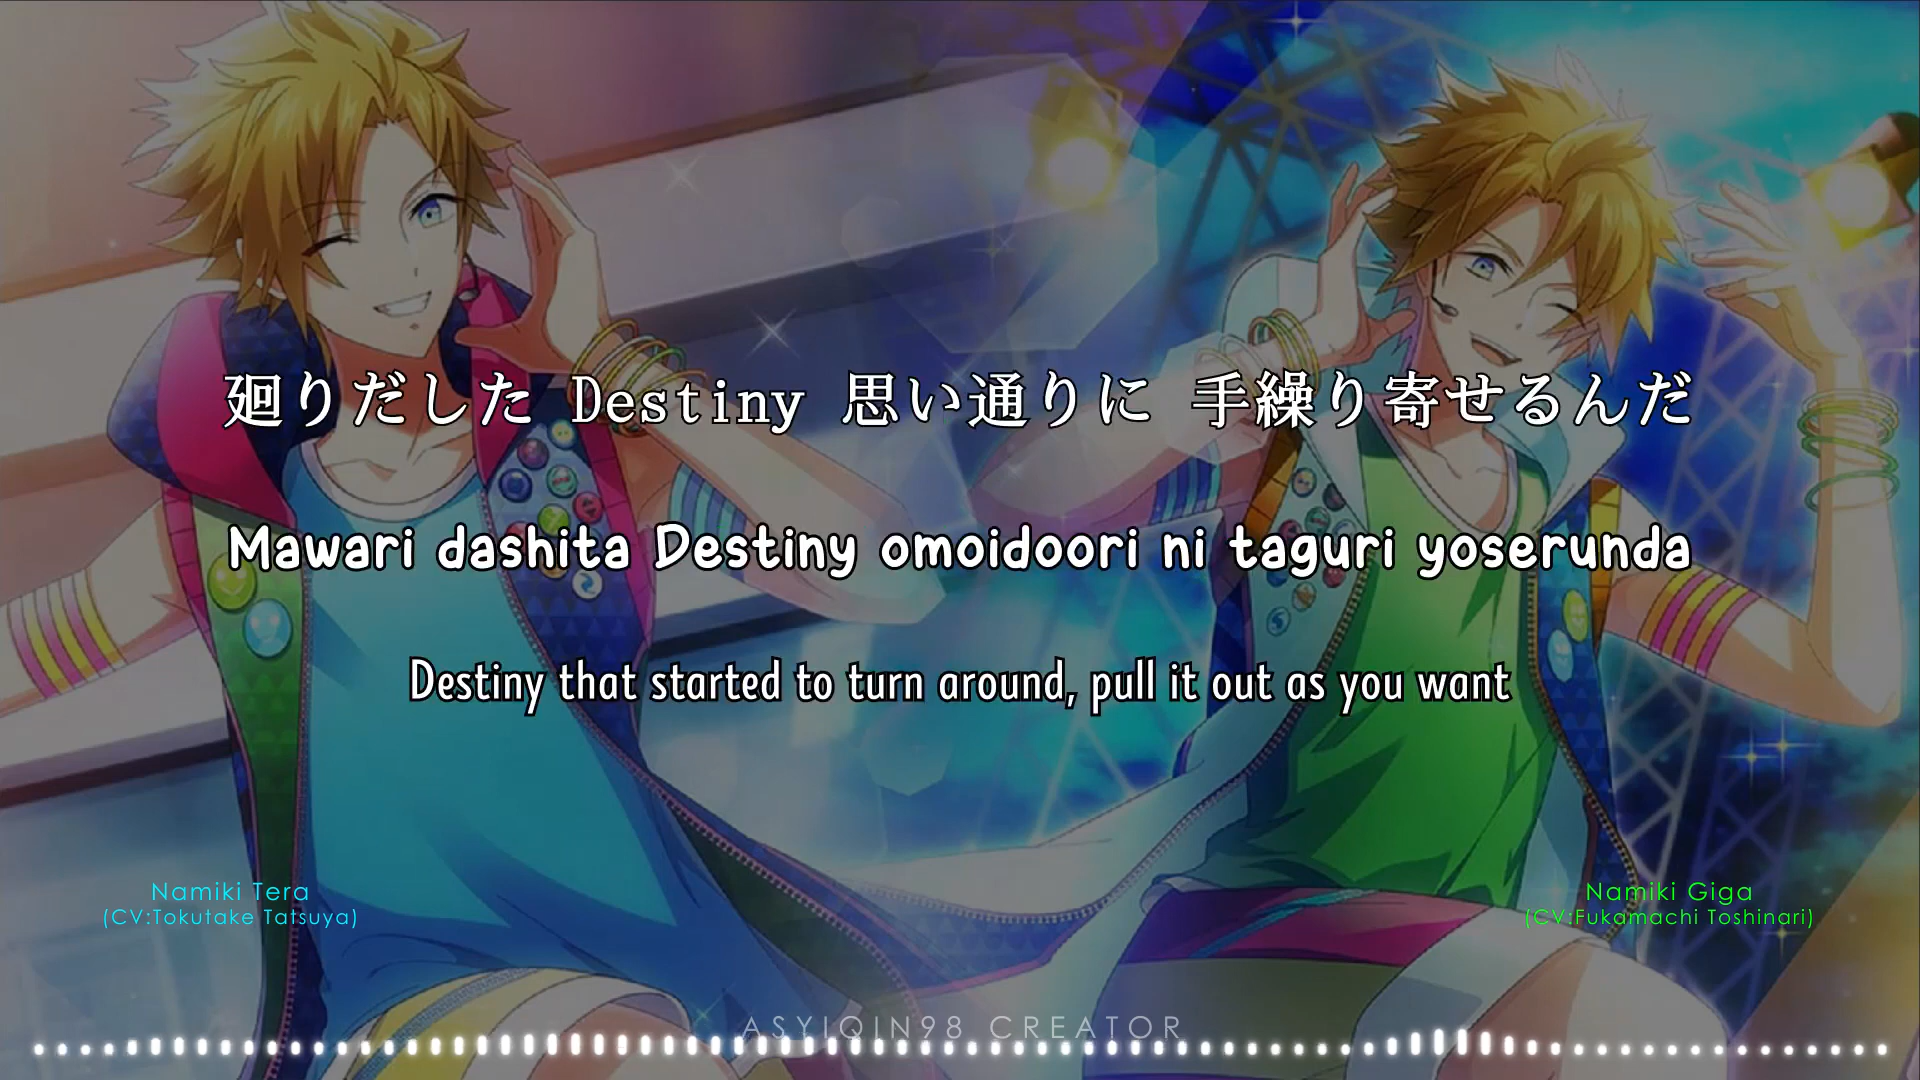 廻りだした Destiny 思い通りに 手繰り寄せるんだ
Mawari dashita Destiny omoidoori ni taguri yoserunda
Destiny that started to turn around, pull it out as you want
Namiki Tera
(CV:Tokutake Tatsuya)
Namiki Giga
(CV:Fukamachi Toshinari)
ASYIQIN98 CREATOR